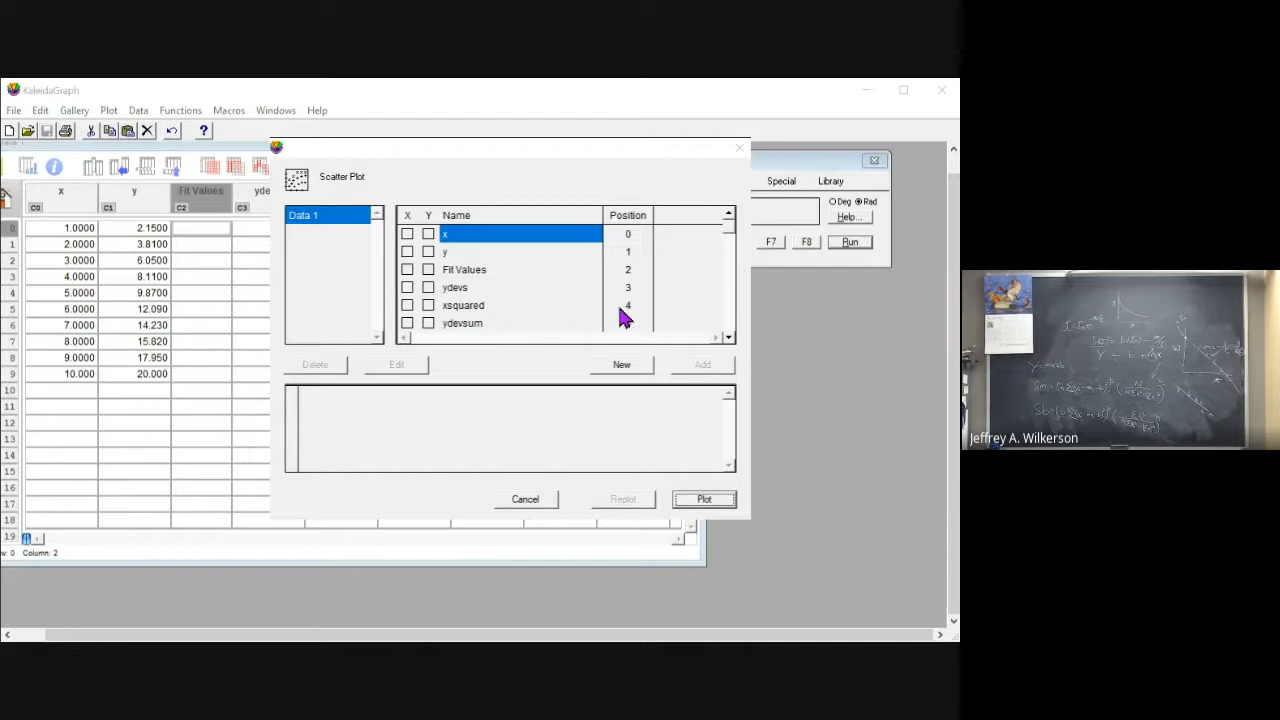 KaleidaGraph
File Edit Gallery Plot Data Functions Macros Windows Help
Scatter Plot
Data 1
X Y Name Position
x 0
y 1
Fit Values 2
ydevs 3
xsquared 4
ydevsum
Delete Edit New Add
Cancel Replot Plot
Special Library
Deg Rad
Help...
F7 F8 Run
x y Fit Values yde
C0 C1 C2 C3
0 1.0000 2.1500
1 2.0000 3.8100
2 3.0000 6.0500
3 4.0000 8.1100
4 5.0000 9.8700
5 6.0000 12.090
6 7.0000 14.230
7 8.0000 15.820
8 9.0000 17.950
9 10.000 20.000
10
11
12
13
14
15
16
17
18
19
w: 0 Column: 2
Jeffrey A. Wilkerson